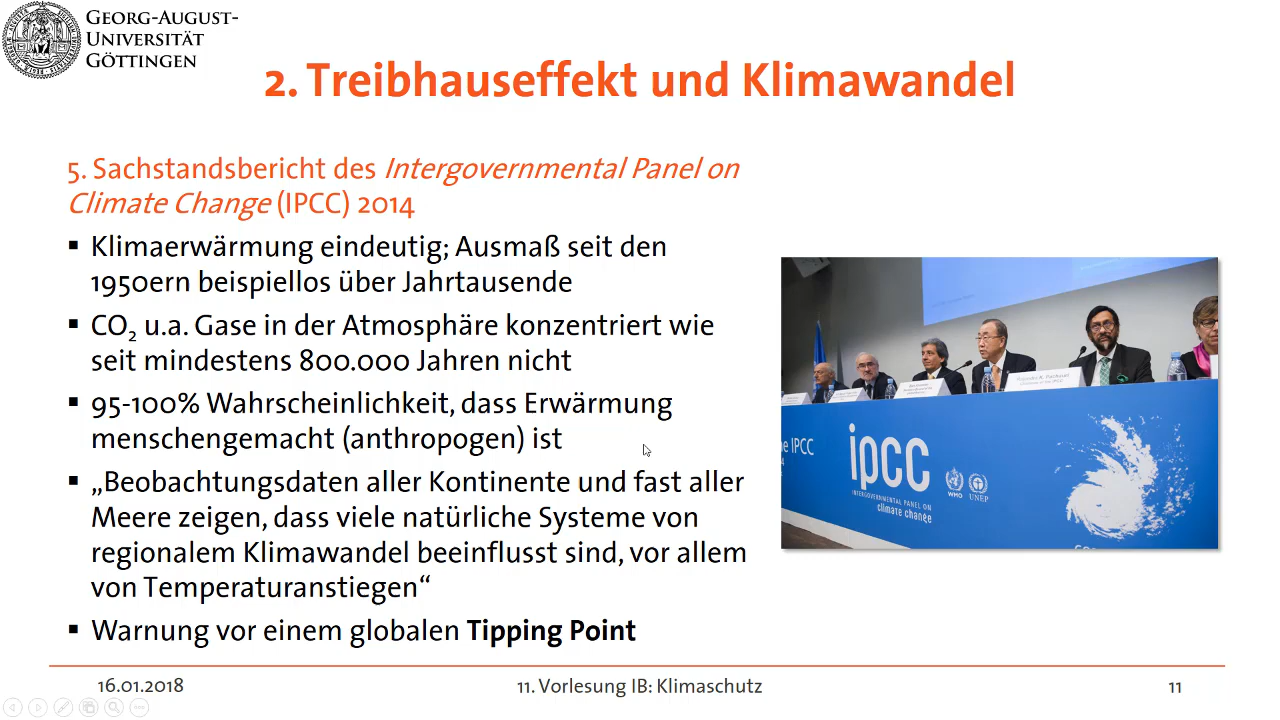 GEORG-AUGUST-
UNIVERSITÄT
GÖTTINGEN
2. Treibhauseffekt und Klimawandel
5. Sachstandsbericht des Intergovernmental Panel on
Climate Change (IPCC) 2014
▪ Klimaerwärmung eindeutig; Ausmaß seit den
1950ern beispiellos über Jahrtausende
▪ CO₂ u.a. Gase in der Atmosphäre konzentriert wie
seit mindestens 800.000 Jahren nicht
▪ 95-100% Wahrscheinlichkeit, dass Erwärmung
menschengemacht (anthropogen) ist
▪ „Beobachtungsdaten aller Kontinente und fast aller
Meere zeigen, dass viele natürliche Systeme von
regionalem Klimawandel beeinflusst sind, vor allem
von Temperaturanstiegen“
▪ Warnung vor einem globalen Tipping Point
IPCC
ipcc
INTERGOVERNMENTAL PANEL ON
climate change
WMO
UNEP
16.01.2018
11. Vorlesung IB: Klimaschutz
11